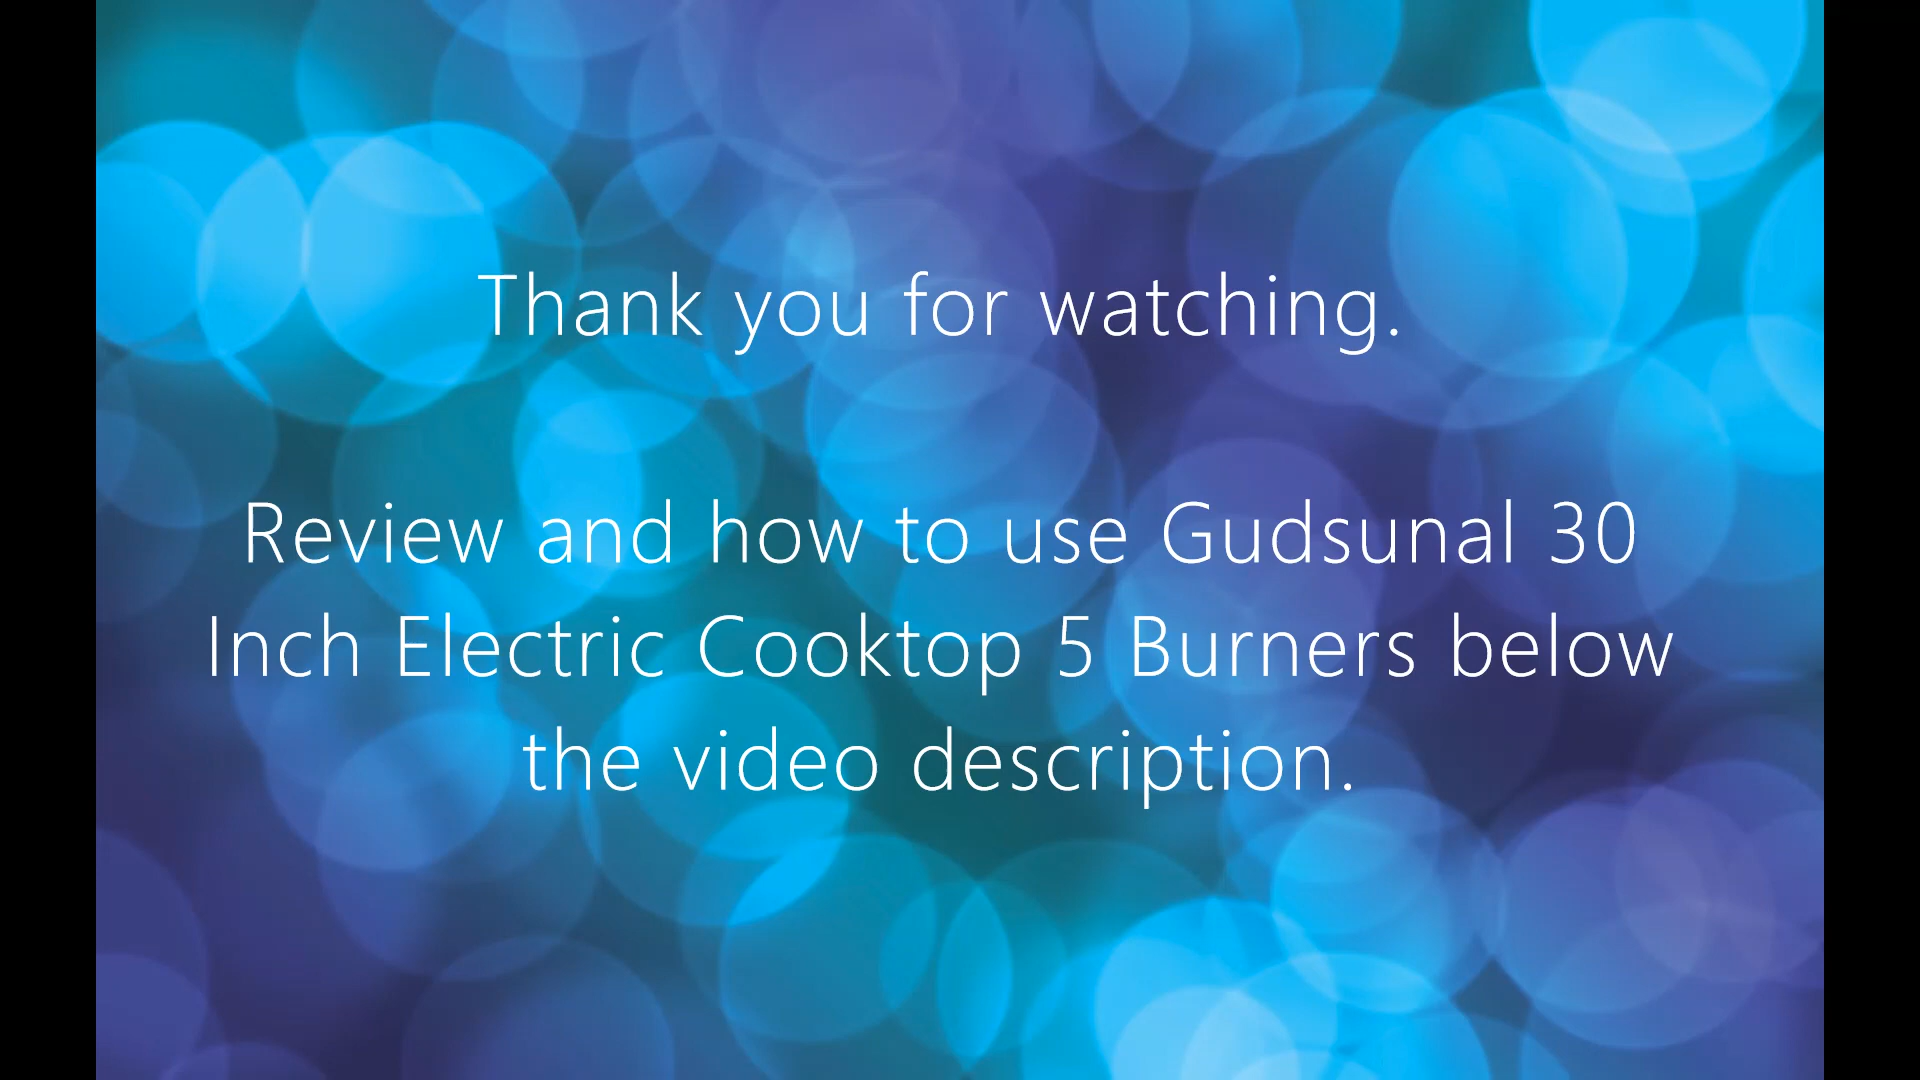 Thank you for watching.
Review and how to use Gudsunal 30
Inch Electric Cooktop 5 Burners below
the video description.